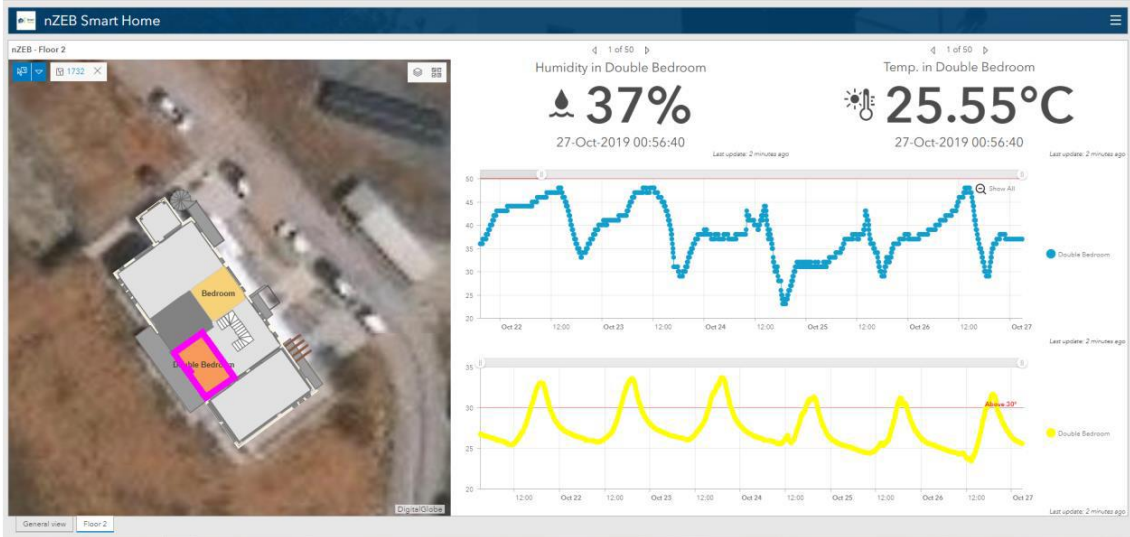 nZEB Smart Home
nZEB - Floor 2
1732
Bedroom
Double Bedroom
DigitalGlobe
General view
Floor 2
1 of 50
Humidity in Double Bedroom
37%
27-Oct-2019 00:56:40
Last update: 2 minutes ago
1 of 50
Temp. in Double Bedroom
25.55°C
27-Oct-2019 00:56:40
Last update: 2 minutes ago
Show All
50
45
40
35
30
25
20
Oct 22
12:00
Oct 23
12:00
Oct 24
12:00
Oct 25
12:00
Oct 26
12:00
Oct 27
Double Bedroom
Last update: 2 minutes ago
35
30
25
20
Above 30°
12:00
Oct 22
12:00
Oct 23
12:00
Oct 24
12:00
Oct 25
12:00
Oct 26
12:00
Oct 27
Double Bedroom
Last update: 2 minutes ago